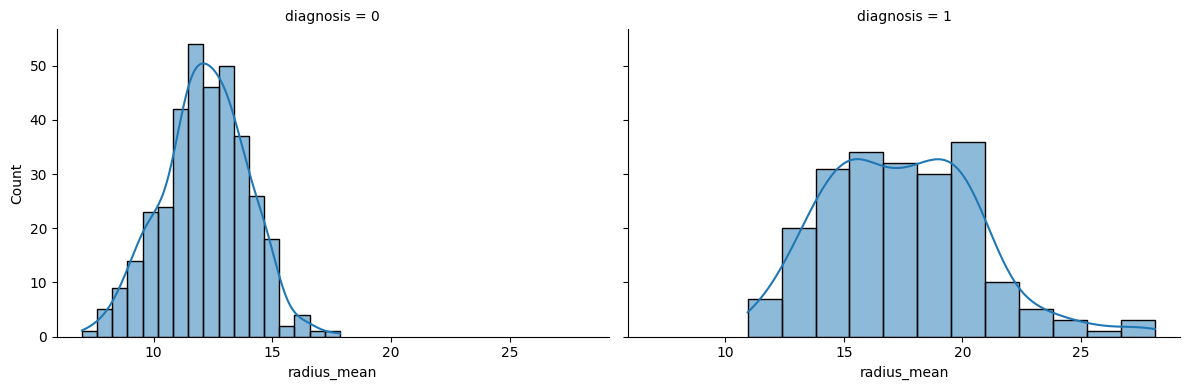 diagnosis = 0
diagnosis = 1
Count
50
40
30
20
10
0
10 15 20 25
10 15 20 25
radius_mean
radius_mean